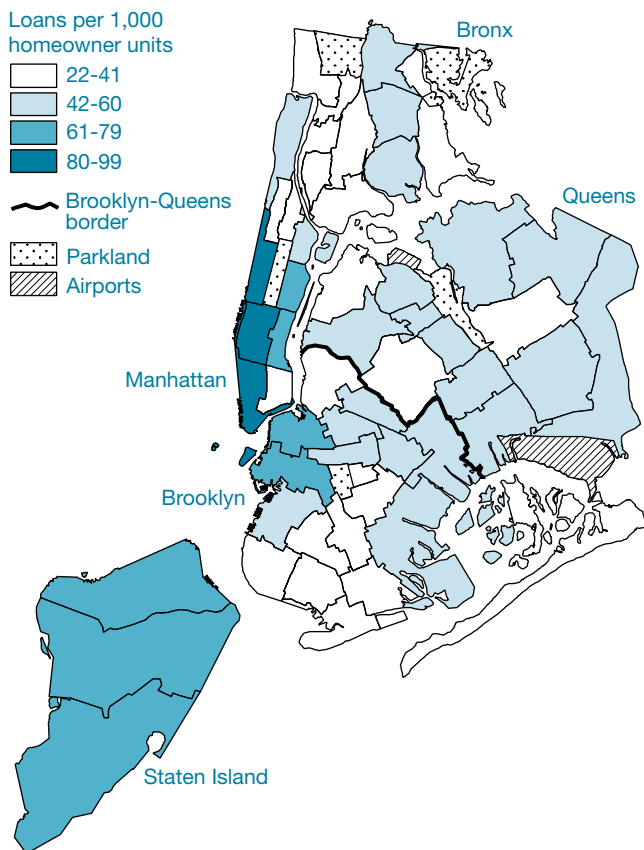 Loans per 1,000
homeowner units
22-41
42-60
61-79
80-99
Brooklyn-Queens
border
Parkland
Airports
Bronx
Queens
Manhattan
Brooklyn
Staten Island